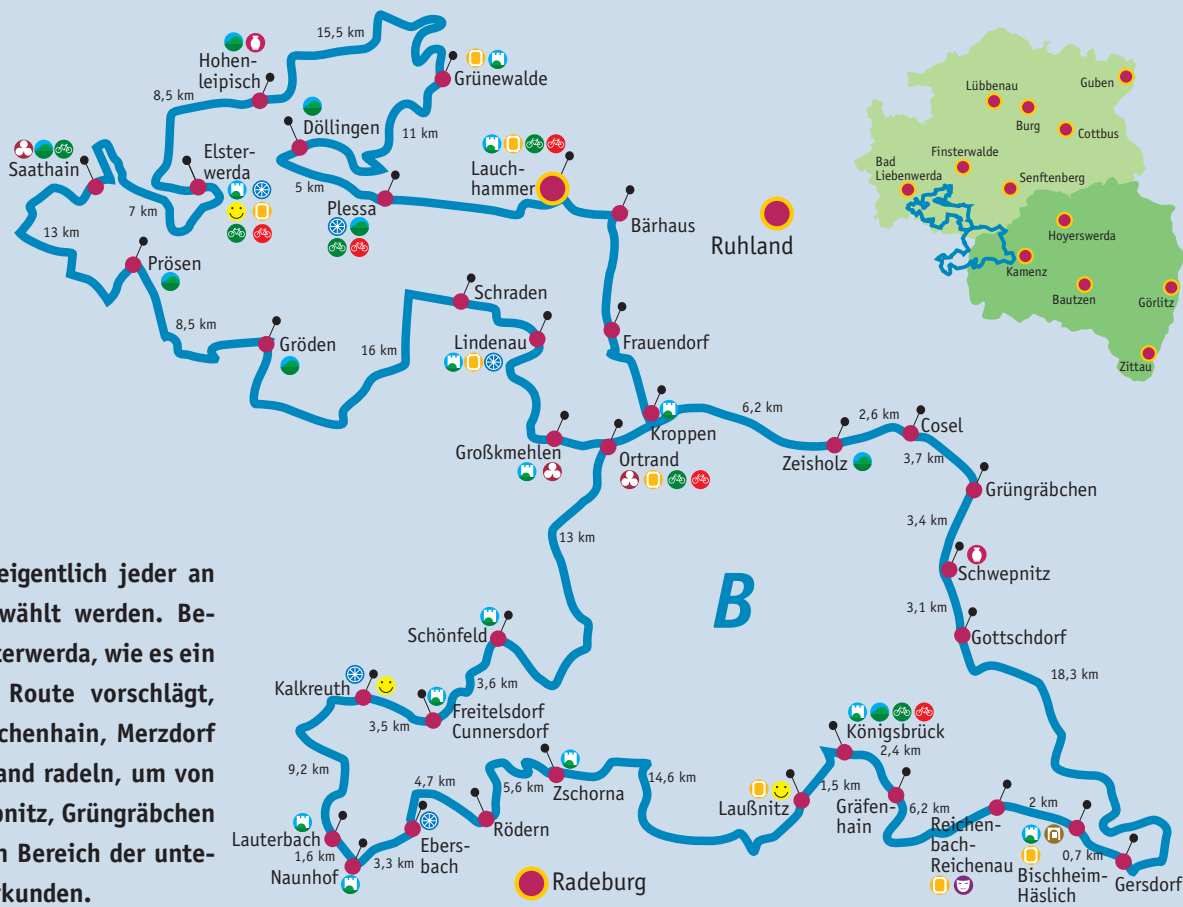 15,5 km
Hohen-
leipisch
Grünewalde
8,5 km
Döllingen
11 km
Saathain
Elster-
werda
Lauch-
hammer
5 km
Plessa
7 km
13 km
Bärhaus
Ruhland
Prösen
Schraden
8,5 km
Gröden
16 km
Lindenau
Frauendorf
Kroppen
6,2 km
2,6 km
Cosel
Großkmehlen
Ortrand
Zeisholz
3,7 km
Grüngräbchen
3,4 km
13 km
Schwepnitz
3,1 km
Gottschdorf
B
Schönfeld
18,3 km
Kalkreuth
3,6 km
3,5 km
Freitelsdorf
Cunnersdorf
Königsbrück
2,4 km
9,2 km
4,7 km
5,6 km
Zschorna
14,6 km
Laußnitz
1,5 km
Gräfen-
hain
6,2 km
Reichen-
bach-
Reichenau
2 km
Lauterbach
1,6 km
Naunhof
3,3 km
Ebers-
bach
Rödern
0,7 km
Bischheim-
Häslich
Gersdorf
Radeburg
Lübbenau
Guben
Burg
Cottbus
Finsterwalde
Bad
Liebenwerda
Senftenberg
Hoyerswerda
Kamenz
Bautzen
Görlitz
Zittau
eigentlich jeder an
wählt werden. Be-
terwerda, wie es ein
Route vorschlägt,
chenhain, Merzdorf
and radeln, um von
nitz, Grüngräbchen
Bereich der unte-
kunden.